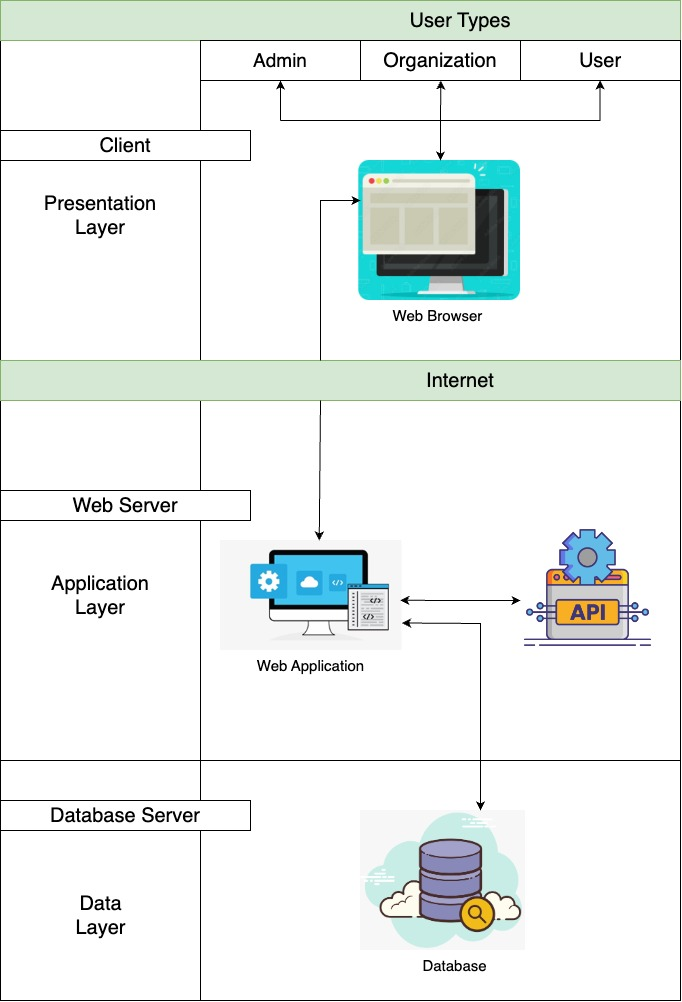 User Types
Admin
Organization
User
Client
Presentation
Layer
Web Browser
Internet
Web Server
Application
Layer
</>
</>
</>
API
Web Application
Database Server
Data
Layer
Database